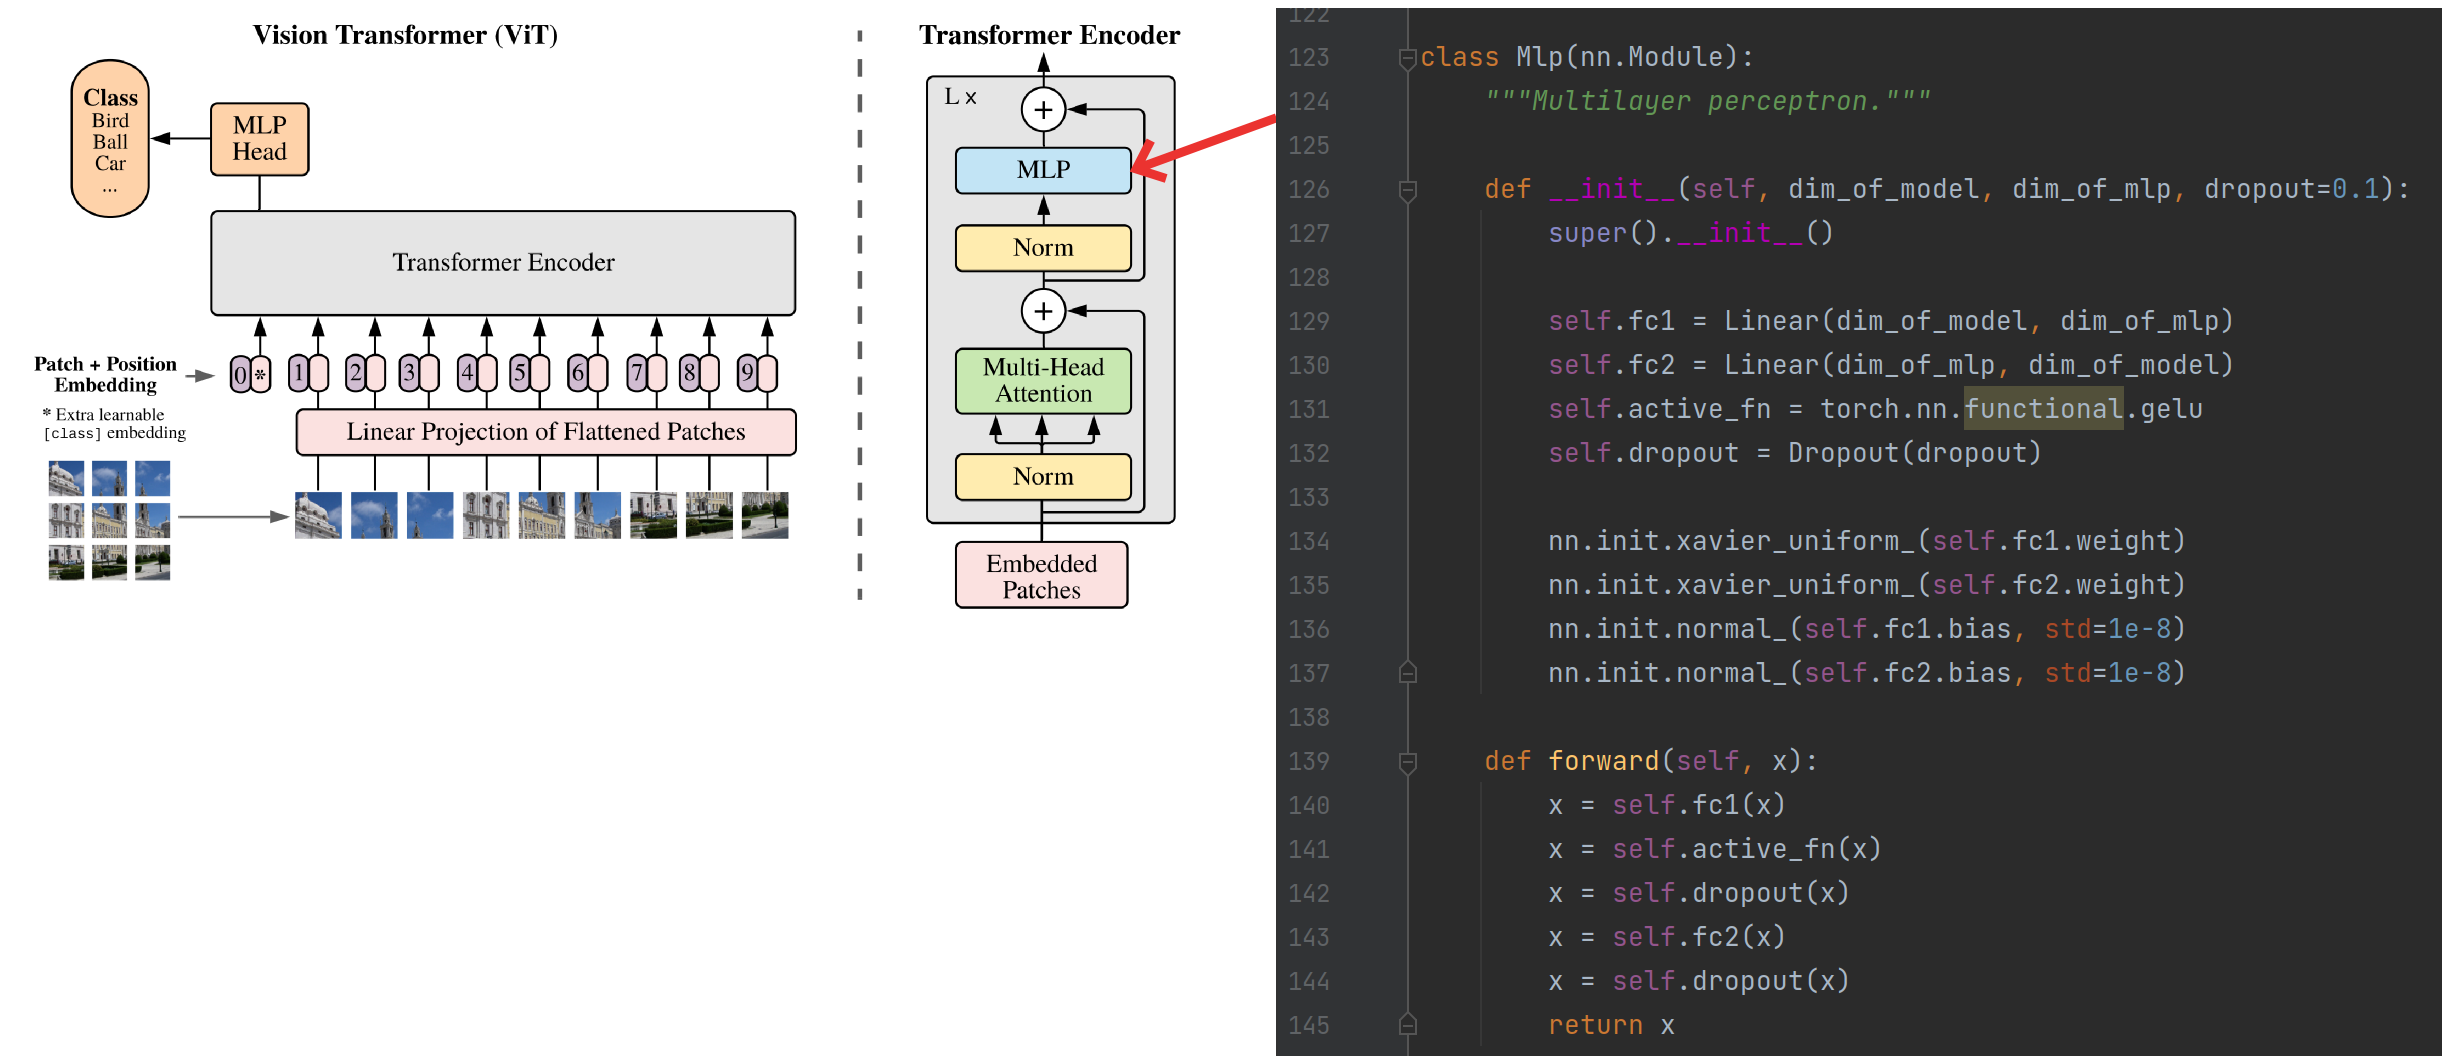 Vision Transformer (ViT)
Class
Bird
Ball
Car
...
MLP
Head
Transformer Encoder
Patch + Position
Embedding
* Extra learnable
[class] embedding
0 * 1 2 3 4 5 6 7 8 9
Linear Projection of Flattened Patches
Transformer Encoder
L x
+
MLP
Norm
+
Multi-Head
Attention
Norm
Embedded
Patches
122
123 class Mlp(nn.Module):
124 """Multilayer perceptron."""
125
126 def __init__(self, dim_of_model, dim_of_mlp, dropout=0.1):
127 super().__init__()
128
129 self.fc1 = Linear(dim_of_model, dim_of_mlp)
130 self.fc2 = Linear(dim_of_mlp, dim_of_model)
131 self.active_fn = torch.nn.functional.gelu
132 self.dropout = Dropout(dropout)
133
134 nn.init.xavier_uniform_(self.fc1.weight)
135 nn.init.xavier_uniform_(self.fc2.weight)
136 nn.init.normal_(self.fc1.bias, std=1e-8)
137 nn.init.normal_(self.fc2.bias, std=1e-8)
138
139 def forward(self, x):
140 x = self.fc1(x)
141 x = self.active_fn(x)
142 x = self.dropout(x)
143 x = self.fc2(x)
144 x = self.dropout(x)
145 return x